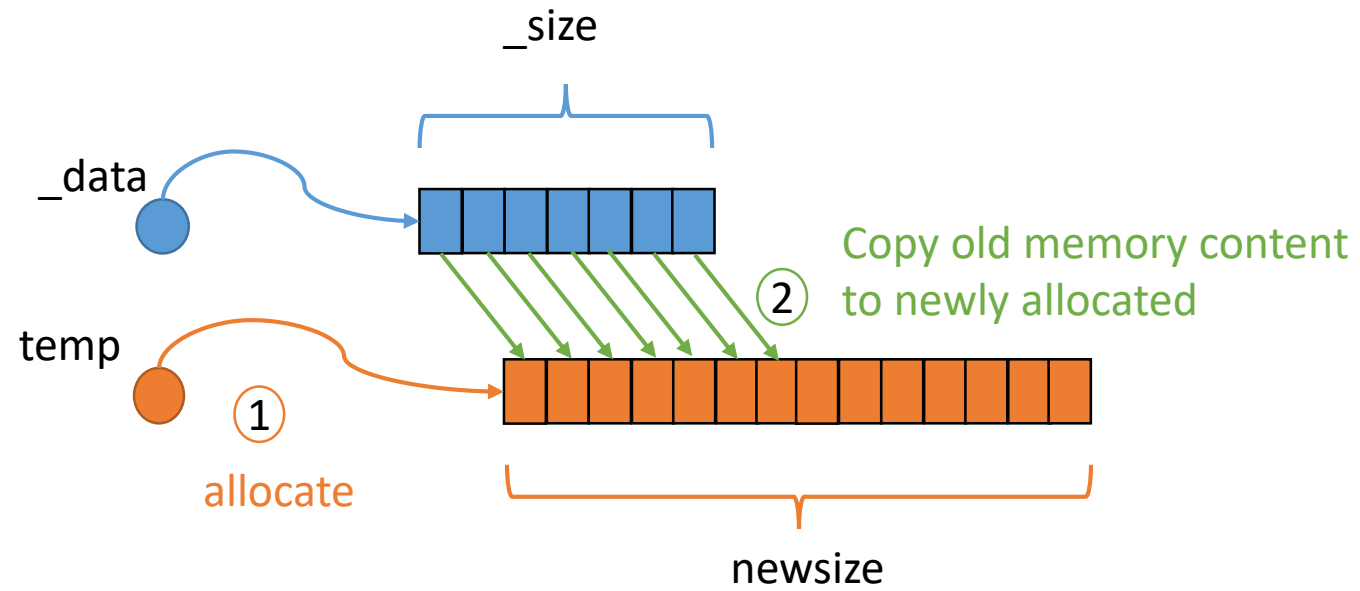 _size
_data
Copy old memory content
2
to newly allocated
temp
1
allocate
newsize